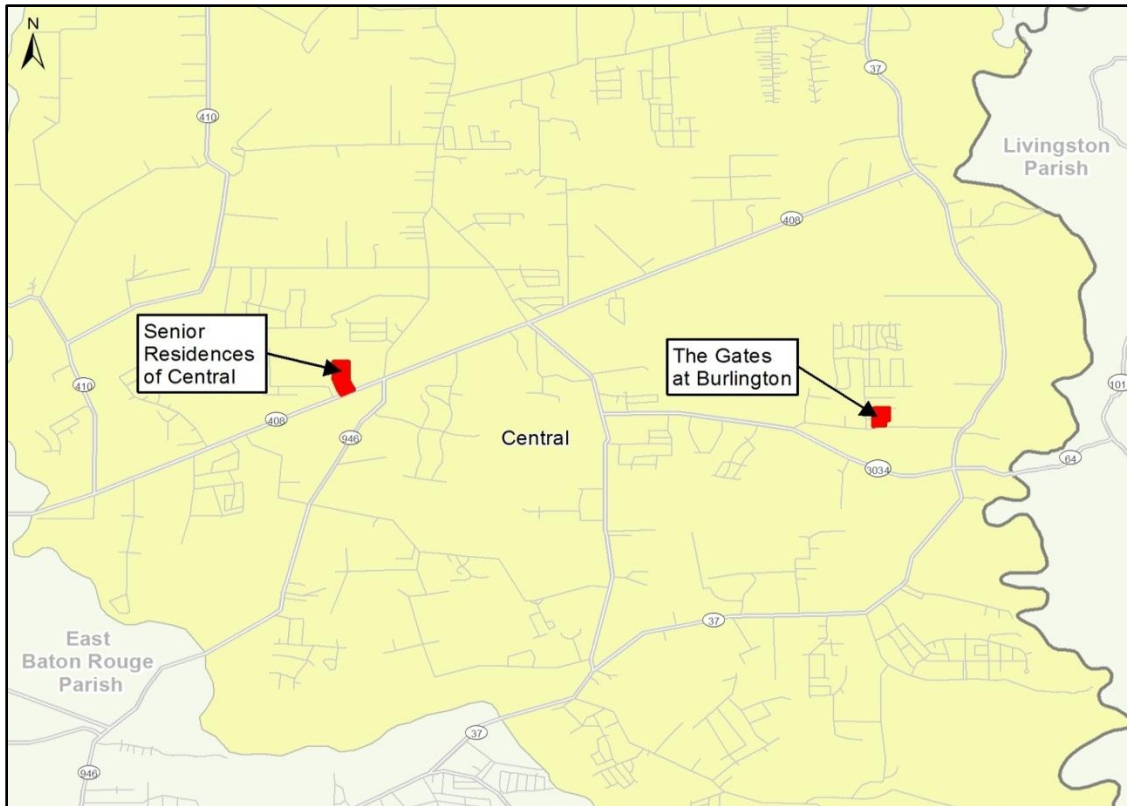 N
37
410
Livingston
Parish
408
Senior
Residences
of Central
The Gates
at Burlington
410
101
408
946
Central
64
3034
37
East
Baton Rouge
Parish
37
946